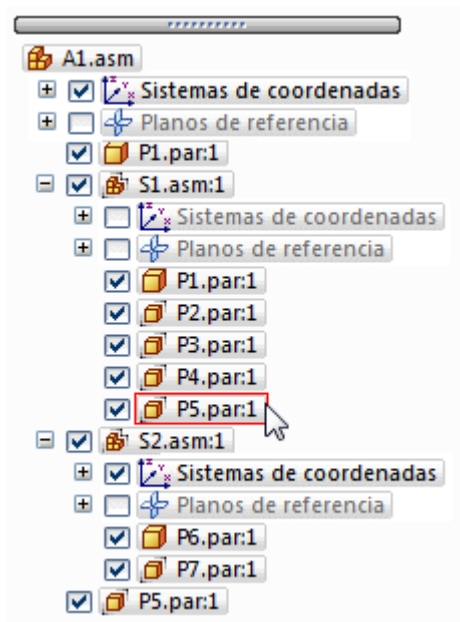 A1.asm
Sistemas de coordenadas
Planos de referencia
P1.par:1
S1.asm:1
Sistemas de coordenadas
Planos de referencia
P1.par:1
P2.par:1
P3.par:1
P4.par:1
P5.par:1
S2.asm:1
Sistemas de coordenadas
Planos de referencia
P6.par:1
P7.par:1
P5.par:1